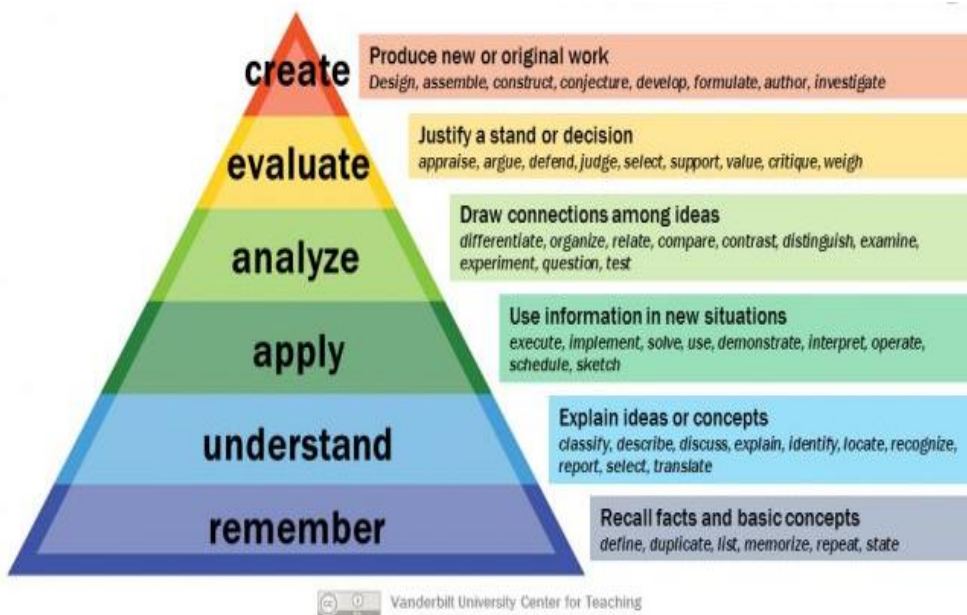 create
Produce new or original work
Design, assemble, construct, conjecture, develop, formulate, author, investigate
evaluate
Justify a stand or decision
appraise, argue, defend, judge, select, support, value, critique, weigh
analyze
Draw connections among ideas
differentiate, organize, relate, compare, contrast, distinguish, examine,
experiment, question, test
apply
Use information in new situations
execute, implement, solve, use, demonstrate, interpret, operate,
schedule, sketch
understand
Explain ideas or concepts
classify, describe, discuss, explain, identify, locate, recognize,
report, select, translate
remember
Recall facts and basic concepts
define, duplicate, list, memorize, repeat, state
cc
Vanderbilt University Center for Teaching